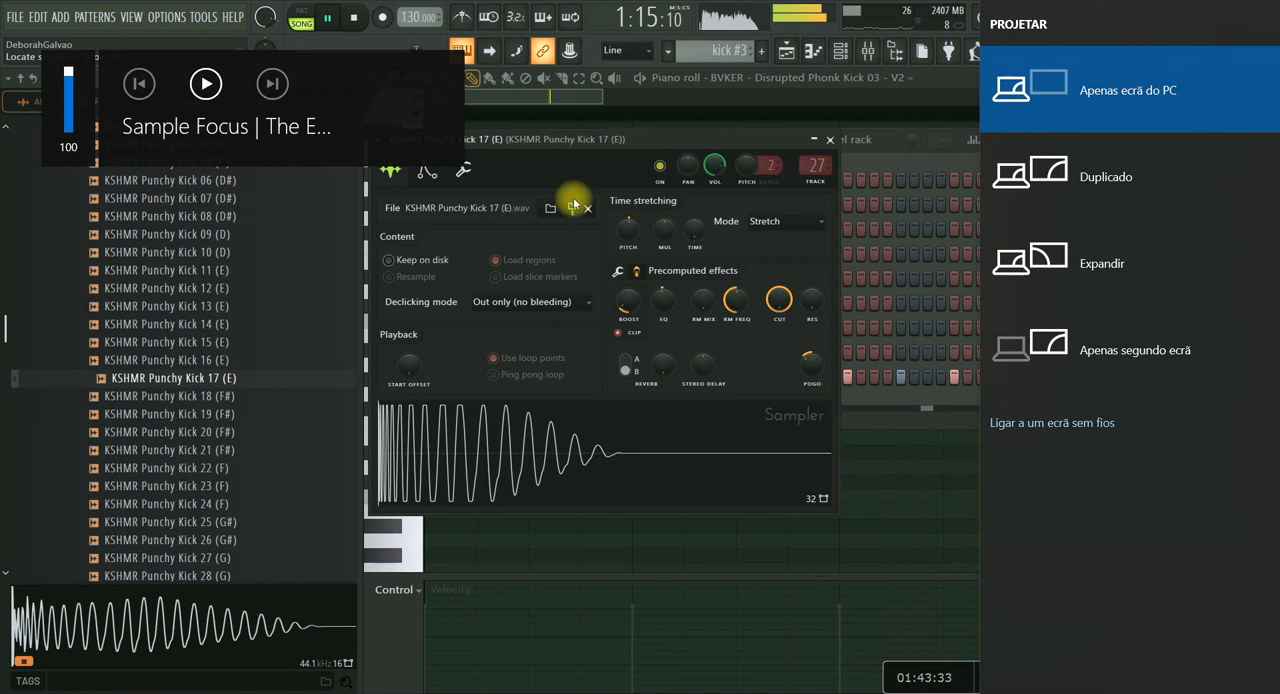 FILE EDIT ADD PATTERNS VIEW OPTIONS TOOLS HELP
PAT
SONG
130.000
3.2.
1:15:10
M:S:CS
26
2407 MB
8
DeborahGalvao
Line
kick #3
Piano roll - BVKER - Disrupted Phonk Kick 03 - V2
100
Sample Focus | The E...
KSHMR Punchy Kick 06 (D#)
KSHMR Punchy Kick 07 (D#)
KSHMR Punchy Kick 08 (D#)
KSHMR Punchy Kick 09 (D)
KSHMR Punchy Kick 10 (D)
KSHMR Punchy Kick 11 (E)
KSHMR Punchy Kick 12 (E)
KSHMR Punchy Kick 13 (E)
KSHMR Punchy Kick 14 (E)
KSHMR Punchy Kick 15 (E)
KSHMR Punchy Kick 16 (E)
KSHMR Punchy Kick 17 (E)
KSHMR Punchy Kick 18 (F#)
KSHMR Punchy Kick 19 (F#)
KSHMR Punchy Kick 20 (F#)
KSHMR Punchy Kick 21 (F#)
KSHMR Punchy Kick 22 (F)
KSHMR Punchy Kick 23 (F)
KSHMR Punchy Kick 24 (F)
KSHMR Punchy Kick 25 (G#)
KSHMR Punchy Kick 26 (G#)
KSHMR Punchy Kick 27 (G)
KSHMR Punchy Kick 28 (G)
44.1kHz 16
TAGS
17 (E) (KSHMR Punchy Kick 17 (E))
ON PAN VOL PITCH RANGE TRACK
2
27
File KSHMR Punchy Kick 17 (E).wav
Content
Keep on disk
Load regions
Resample
Load slice markers
Declicking mode Out only (no bleeding)
Playback
START OFFSET
Use loop points
Ping pong loop
Time stretching
PITCH MUL TIME
Mode Stretch
Precomputed effects
BOOST EQ RM MIX RM FREQ CUT RES
CLIP
A
B
REVERB STEREO DELAY POGO
Sampler
32
el rack
Control
Velocity
01:43:33
PROJETAR
Apenas ecrã do PC
Duplicado
Expandir
Apenas segundo ecrã
Ligar a um ecrã sem fios